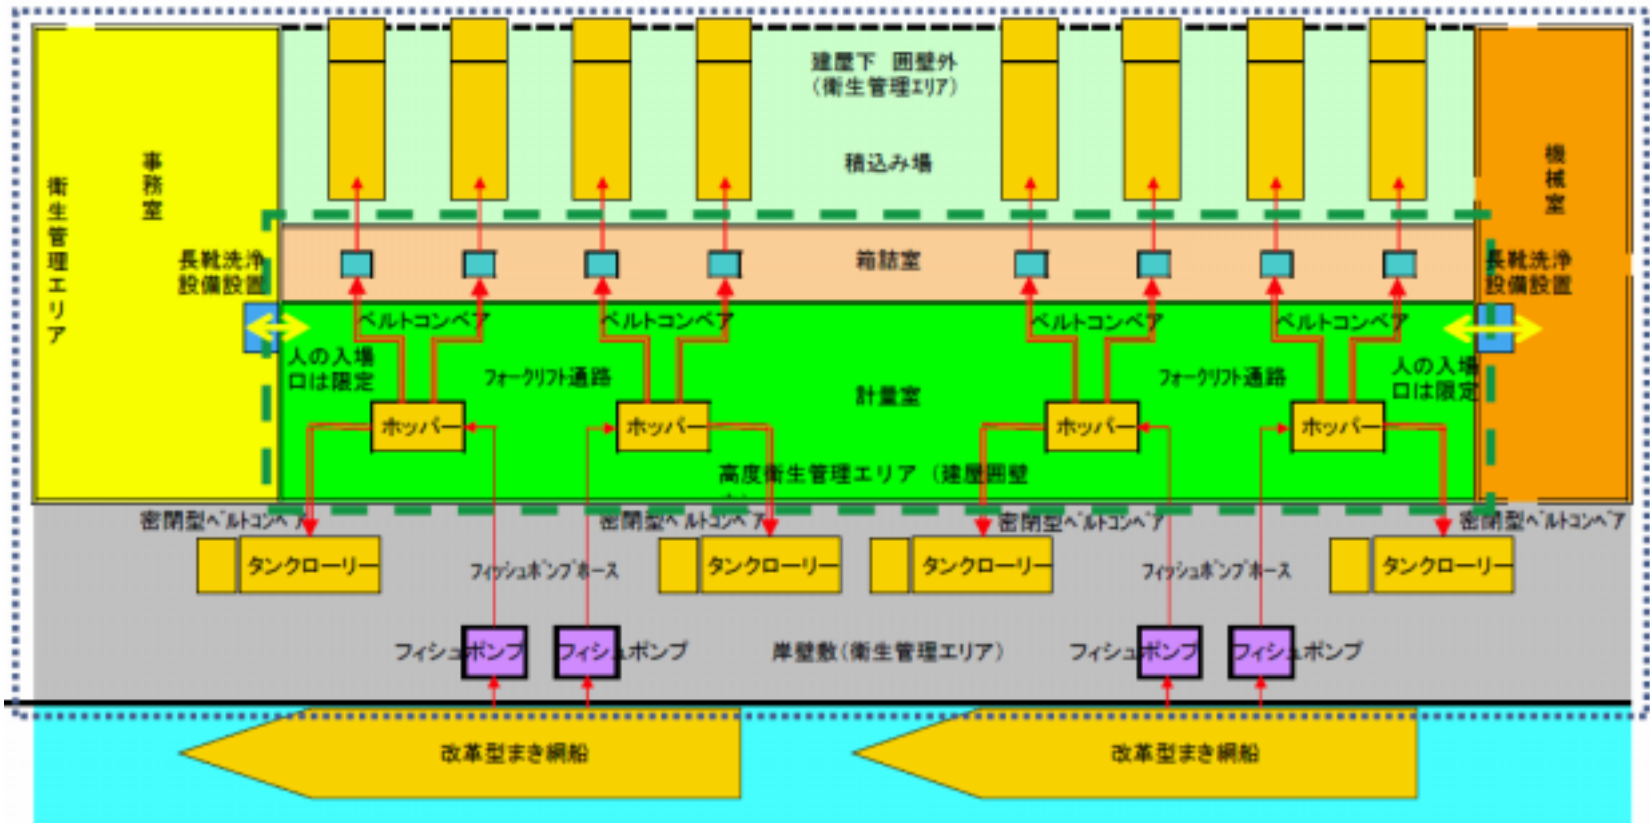 建屋下 囲壁外
(衛生管理エリア)
積込み場
事務室
衛生管理エリア
機械室
長靴洗浄
設備設置
箱詰室
長靴洗浄
設備設置
ベルトコンベア
ベルトコンベア
ベルトコンベア
ベルトコンベア
人の入場
口は限定
フォークリフト通路
計量室
フォークリフト通路
人の入場
口は限定
ホッパー
ホッパー
ホッパー
ホッパー
高度衛生管理エリア (建屋囲壁
密閉型ベルトコンベア
密閉型ベルトコンベア
密閉型ベルトコンベア
密閉型ベルトコンベア
タンクローリー
フィッシュポンプホース
タンクローリー
タンクローリー
フィッシュポンプホース
タンクローリー
フィシュポンプ
フィシュポンプ
岸壁敷(衛生管理エリア)
フィシュポンプ
フィシュポンプ
改革型まき網船
改革型まき網船